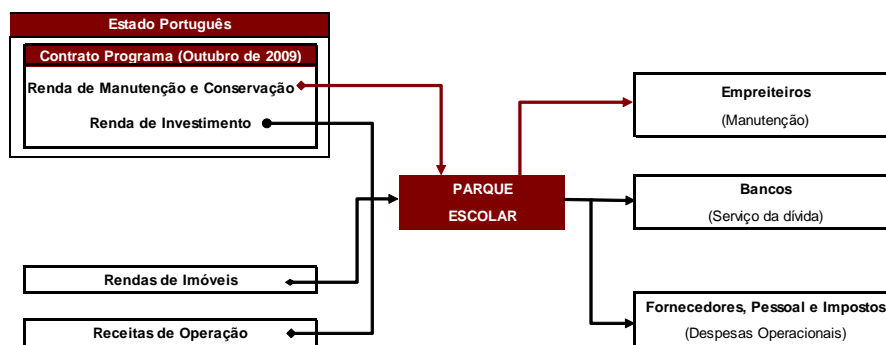 Estado Português
Contrato Programa (Outubro de 2009)
Renda de Manutenção e Conservação
Renda de Investimento
Rendas de Imóveis
Receitas de Operação
PARQUE
ESCOLAR
Empreiteiros
(Manutenção)
Bancos
(Serviço da dívida)
Fornecedores, Pessoal e Impostos
(Despesas Operacionais)